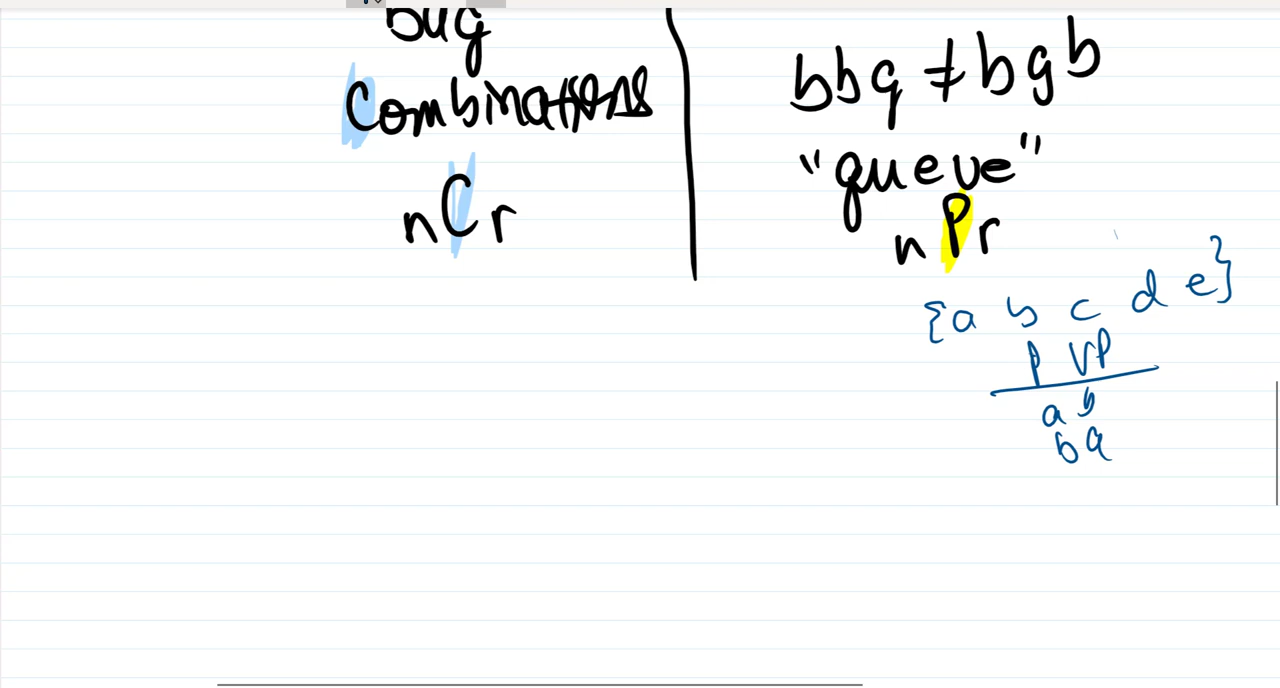 bag
Combinations
nCr
bbg ≠ bgb
"queue"
nPr
{a b c d e}
P VP
a b
b a